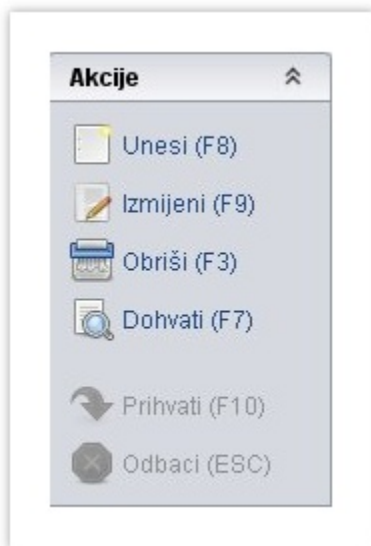 Akcije
Unesi (F8)
Izmijeni (F9)
Obriši (F3)
Dohvati (F7)
Prihvati (F10)
Odbaci (ESC)